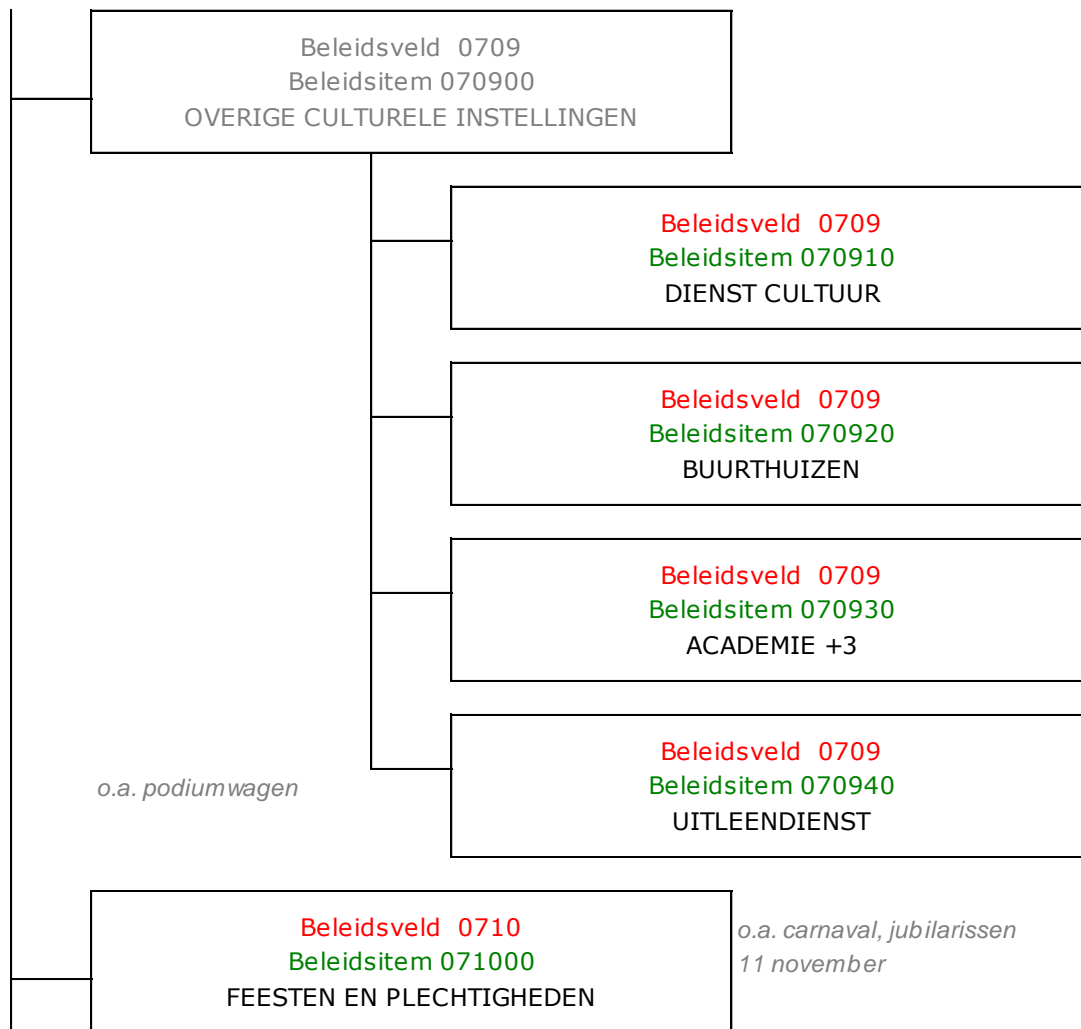 Beleidsveld 0709
Beleidsitem 070900
OVERIGE CULTURELE INSTELLINGEN
Beleidsveld 0709
Beleidsitem 070910
DIENST CULTUUR
Beleidsveld 0709
Beleidsitem 070920
BUURTHUIZEN
Beleidsveld 0709
Beleidsitem 070930
ACADEMIE +3
Beleidsveld 0709
o.a. podiumwagen
Beleidsitem 070940
UITLEENDIENST
Beleidsveld 0710
Beleidsitem 071000
FEESTEN EN PLECHTIGHEDEN
o.a. carnaval, jubilarissen
11 november